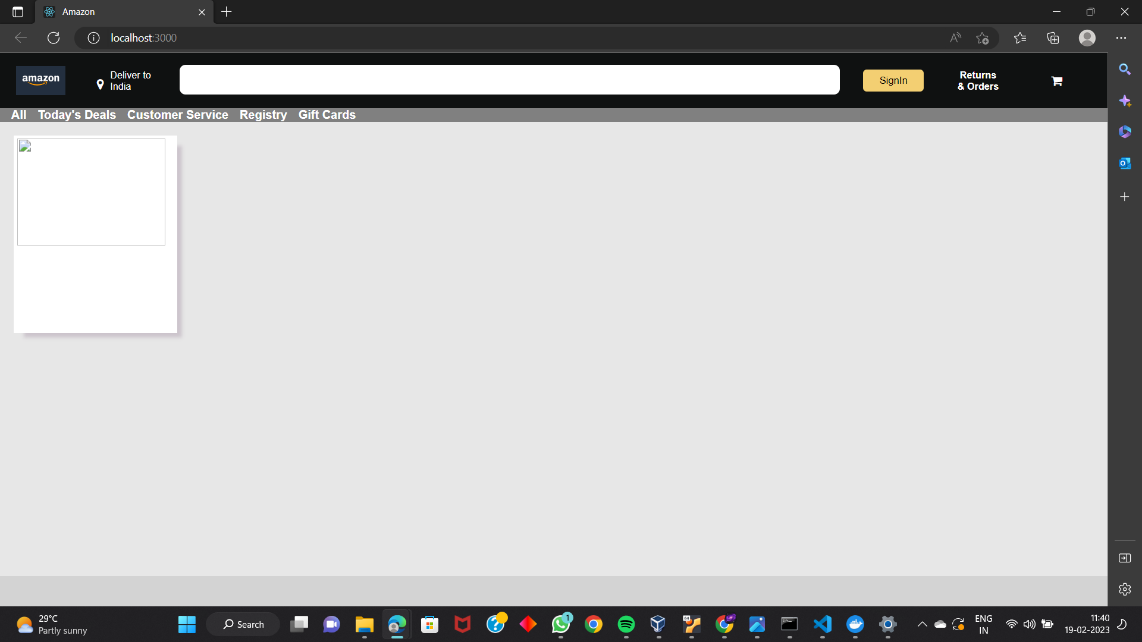 Amazon
localhost:3000
amazon
Deliver to
India
SignIn
Returns
& Orders
All Today's Deals Customer Service Registry Gift Cards
29°C
Partly sunny
Search
1
ENG
IN
11:40
19-02-2023